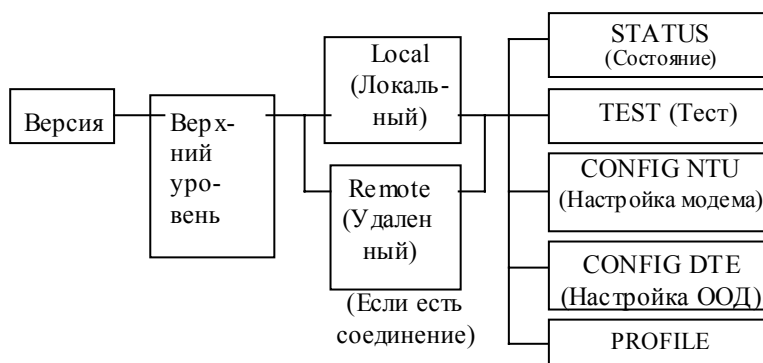 Версия
Верх-
ний
уро-
вень
Local
(Локаль-
ный)
Remote
(Удален
ный)
(Если есть
соединение)
STATUS
(Состояние)
TEST (Тест)
CONFIG NTU
(Настройка модема)
CONFIG DTE
(Настройка ООД)
PROFILE